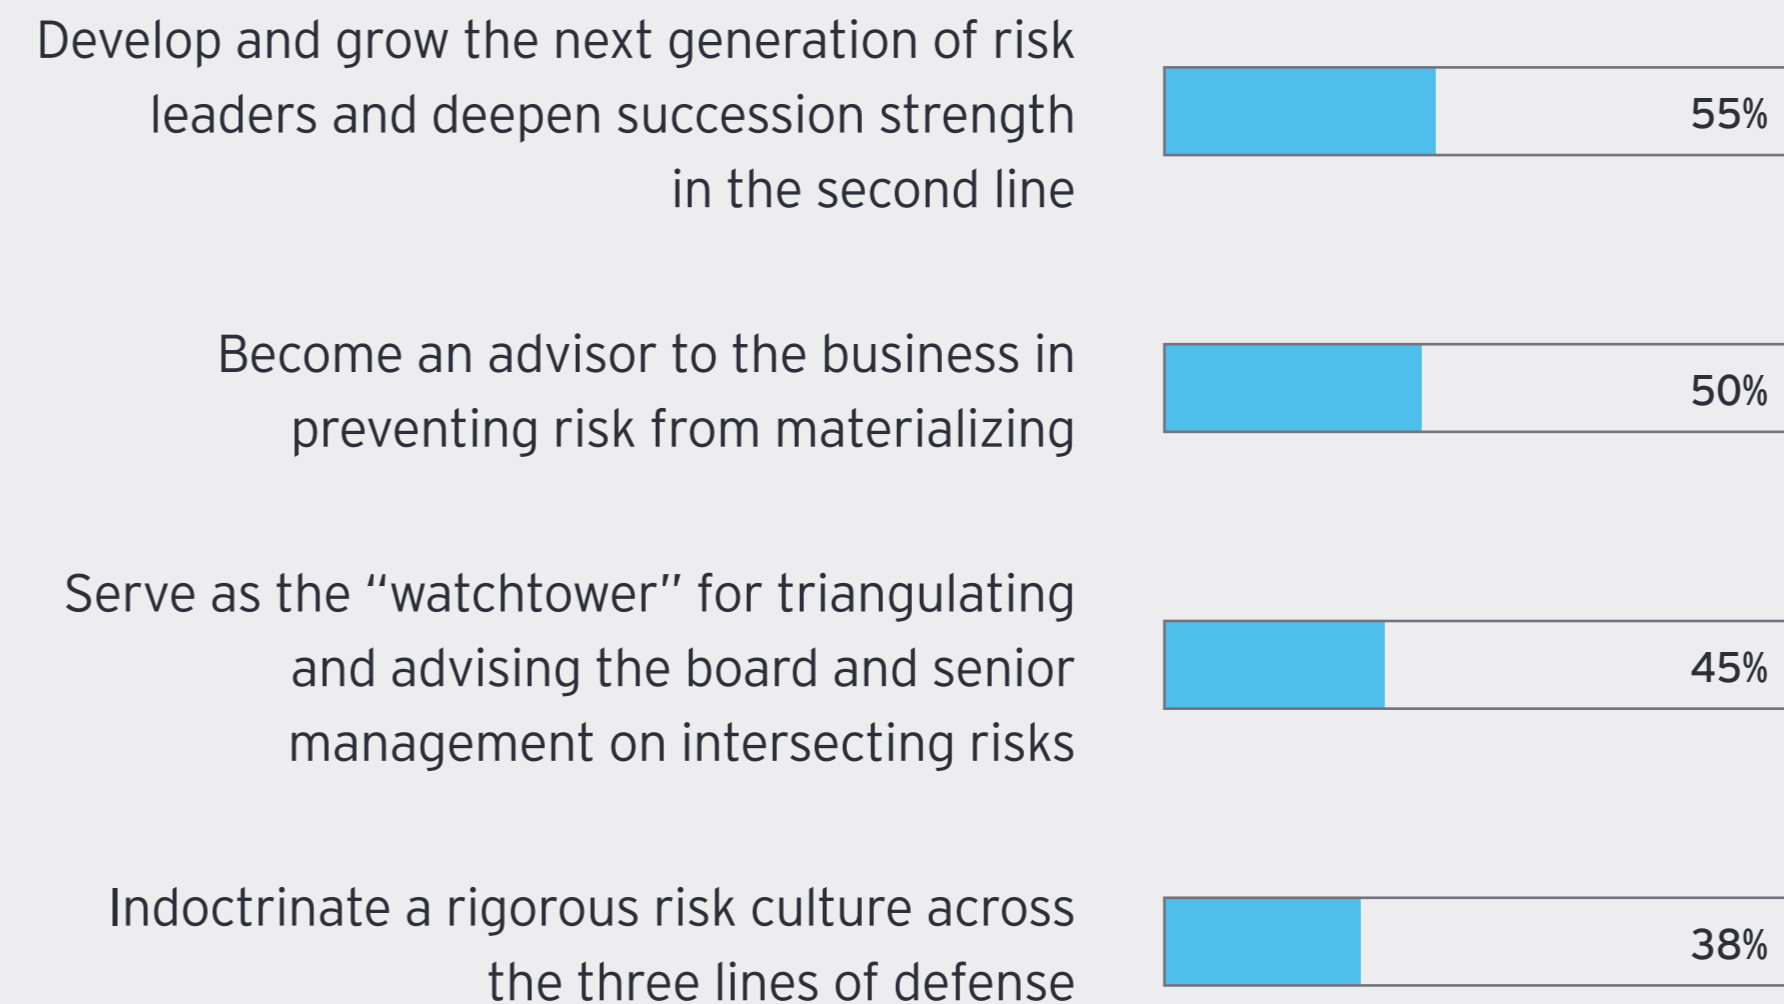 Develop and grow the next generation of risk
leaders and deepen succession strength
in the second line
55%
Become an advisor to the business in
preventing risk from materializing
50%
Serve as the “watchtower” for triangulating
and advising the board and senior
management on intersecting risks
45%
Indoctrinate a rigorous risk culture across
the three lines of defense
38%